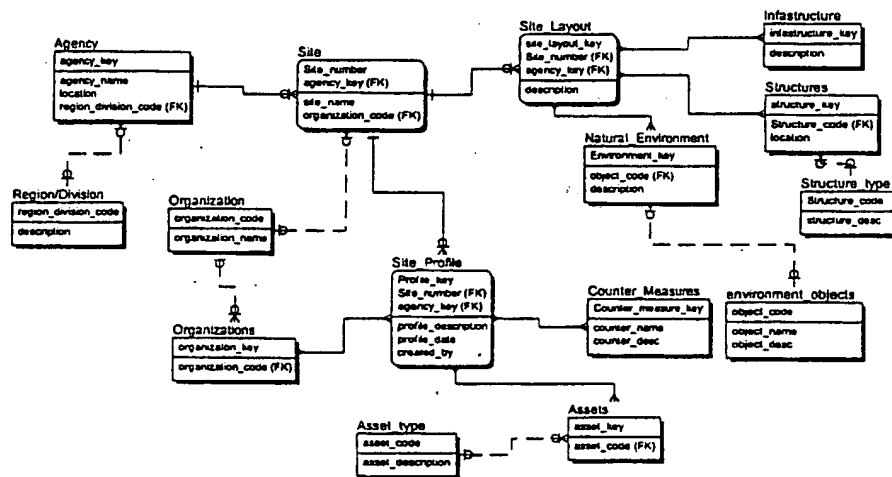 Agency
agency_key
agency_name
location
region_division_code (FK)
Site
Site_number
agency_key (FK)
site_name
organization_code (FK)
Site_Layout
site_layout_key
Site_number (FK)
agency_key (FK)
description
Infastructure
infastructure_key
description
Structures
structure_key
Structure_code (FK)
location
Natural_Environment
Environment_key
object_code (FK)
description
Structure_type
Structure_code
structure_desc
Region/Division
region_division_code
description
Organization
organization_code
organization_name
Site_Profile
Profile_key
Site_number (FK)
agency_key (FK)
profile_description
profile_date
created_by
Counter_Measures
Counter_measure_key
counter_name
counter_desc
environment_objects
object_code
object_name
object_desc
Organizations
organizaion_key
organization_code (FK)
Asset_type
asset_code
asset_description
Assets
asset_key
asset_code (FK)